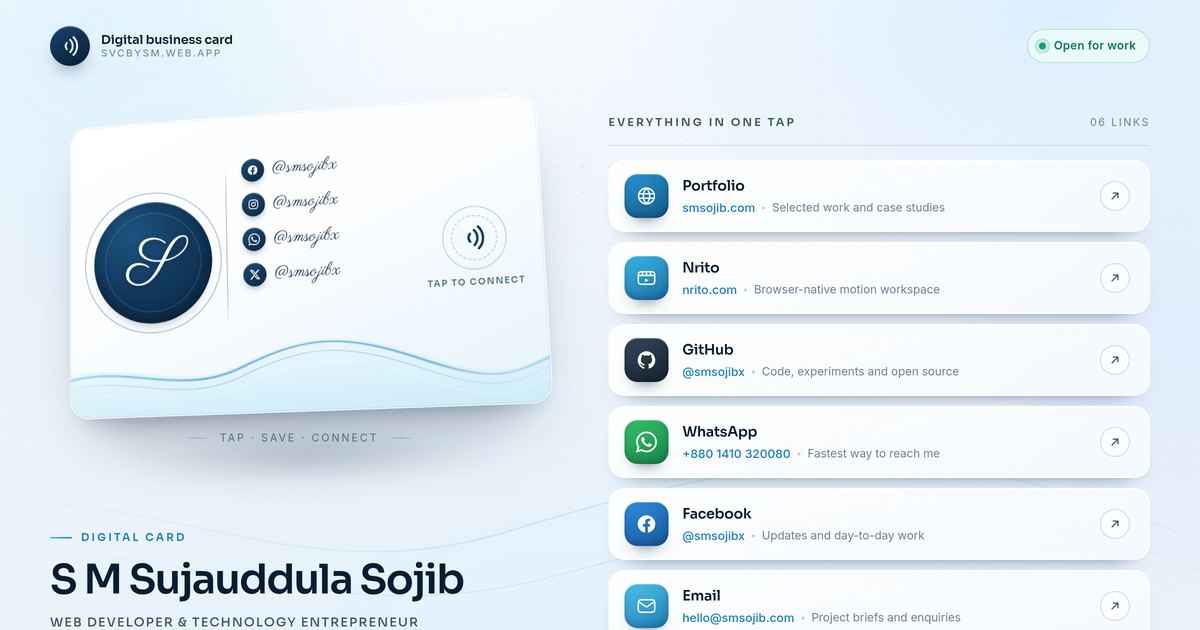 Digital business card
SVCBYSM.WEB.APP
Open for work
@smsojibx
@smsojibx
@smsojibx
@smsojibx
S
TAP TO CONNECT
TAP · SAVE · CONNECT
DIGITAL CARD
S M Sujauddula Sojib
WEB DEVELOPER & TECHNOLOGY ENTREPRENEUR
EVERYTHING IN ONE TAP
06 LINKS
Portfolio
smsojib.com • Selected work and case studies
Nrito
nrito.com • Browser-native motion workspace
GitHub
@smsojibx • Code, experiments and open source
WhatsApp
+880 1410 320080 • Fastest way to reach me
Facebook
@smsojibx • Updates and day-to-day work
Email
hello@smsojib.com • Project briefs and enquiries